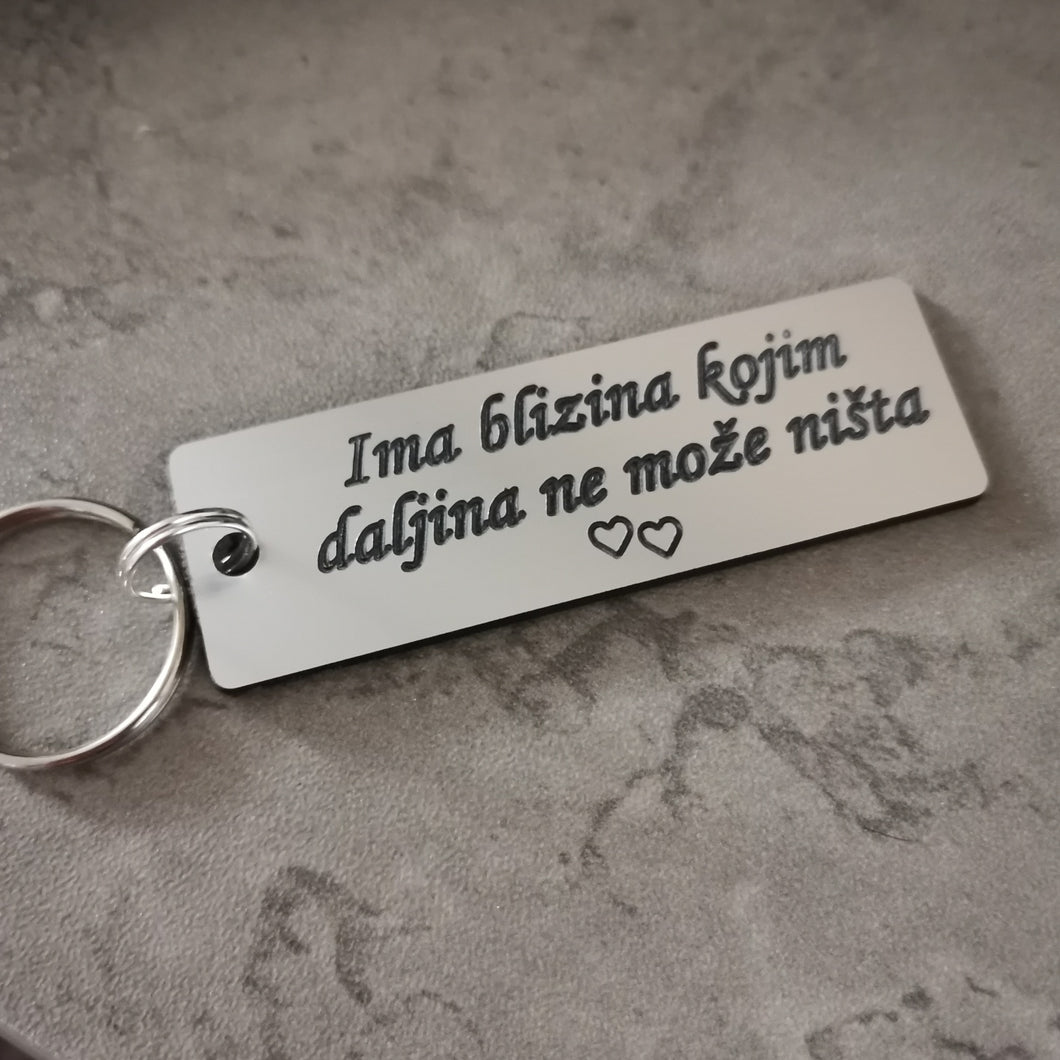 Ima blizina kojim
daljina ne može ništa
♡♡